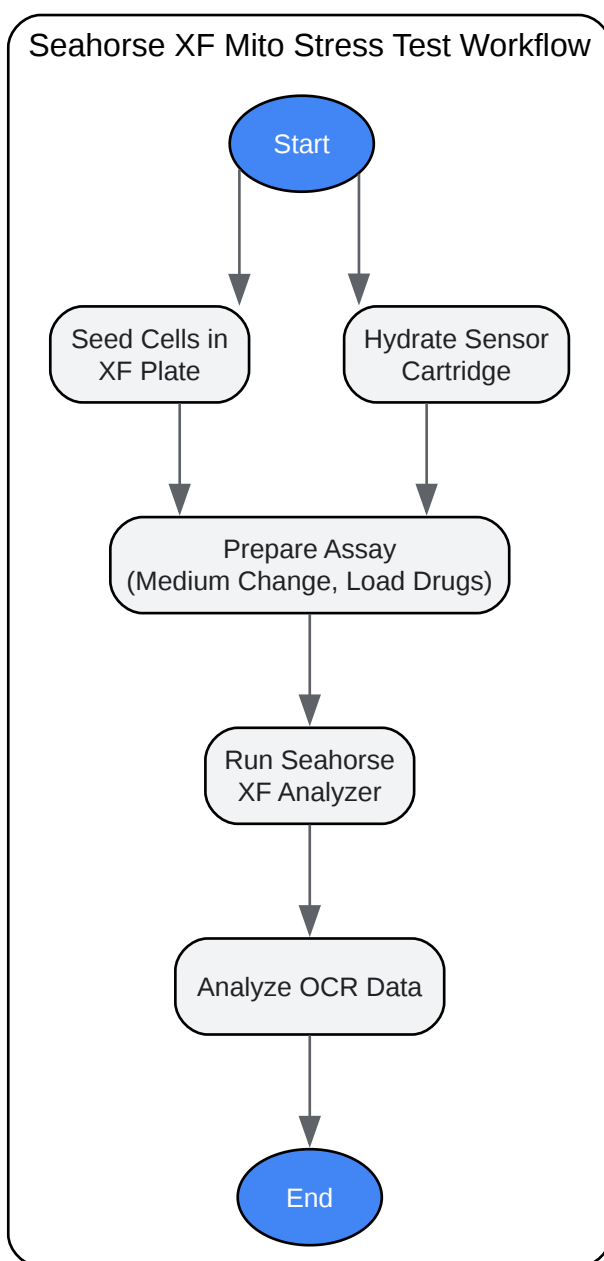 Seahorse XF Mito Stress Test Workflow
Start
Seed Cells in
XF Plate
Hydrate Sensor
Cartridge
Prepare Assay
(Medium Change, Load Drugs)
Run Seahorse
XF Analyzer
Analyze OCR Data
End